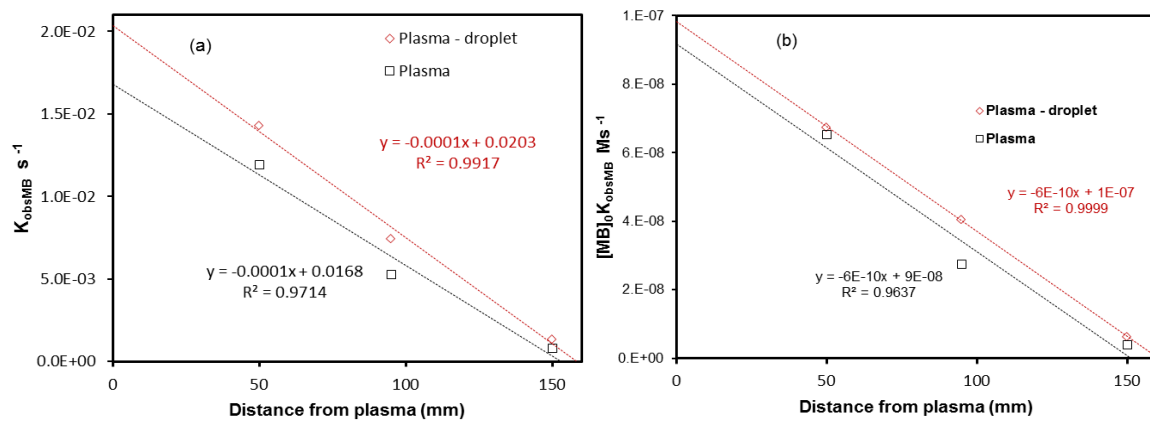 2.0E-02
1.5E-02
1.0E-02
5.0E-03
0.0E+00
K_obsMB s⁻¹
(a)
Plasma - droplet
Plasma
y = -0.0001x + 0.0203
R² = 0.9917
y = -0.0001x + 0.0168
R² = 0.9714
0 50 100 150
Distance from plasma (mm)
1.E-07
8.E-08
6.E-08
4.E-08
2.E-08
0.E+00
[MB]₀K_obsMB Ms⁻¹
(b)
Plasma - droplet
Plasma
y = -6E-10x + 1E-07
R² = 0.9999
y = -6E-10x + 9E-08
R² = 0.9637
0 50 100 150
Distance from plasma (mm)